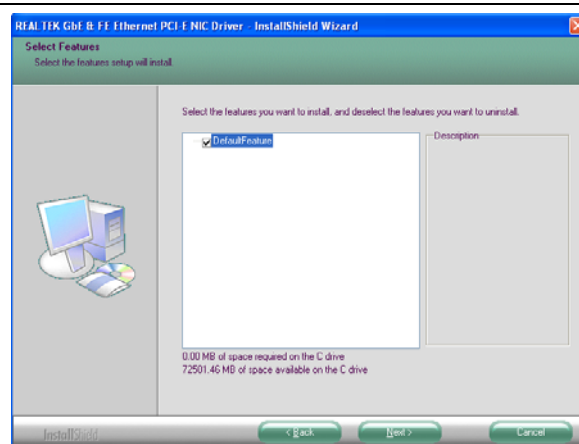 REALTEK GbE & FE Ethernet PCI-E NIC Driver - InstallShield Wizard
Select Features
Select the features setup will install.
Select the features you want to install, and deselect the features you want to uninstall.
DefaultFeature
Description
0.00 MB of space required on the C drive
72501.46 MB of space available on the C drive
InstallShield
< Back
Next >
Cancel